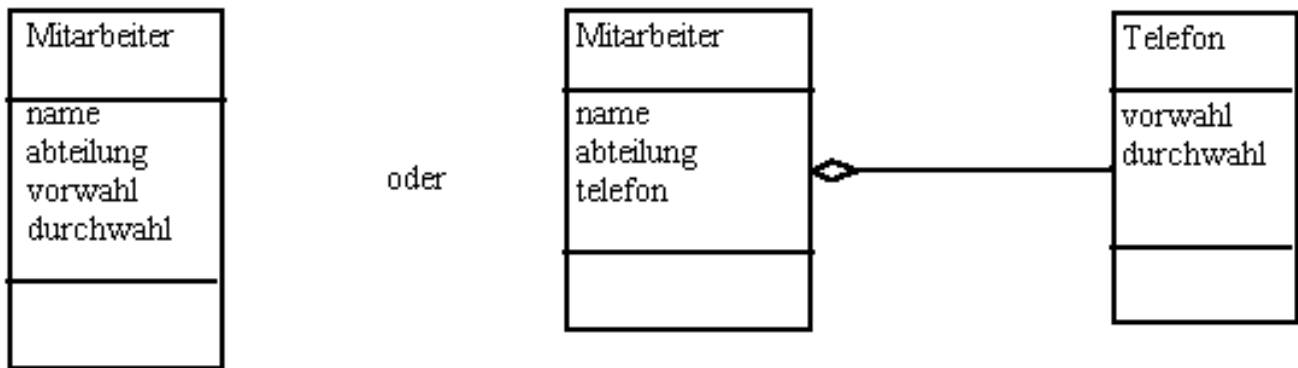 Mitarbeiter
name
abteilung
vorwahl
durchwahl
oder
Mitarbeiter
name
abteilung
telefon
Telefon
vorwahl
durchwahl